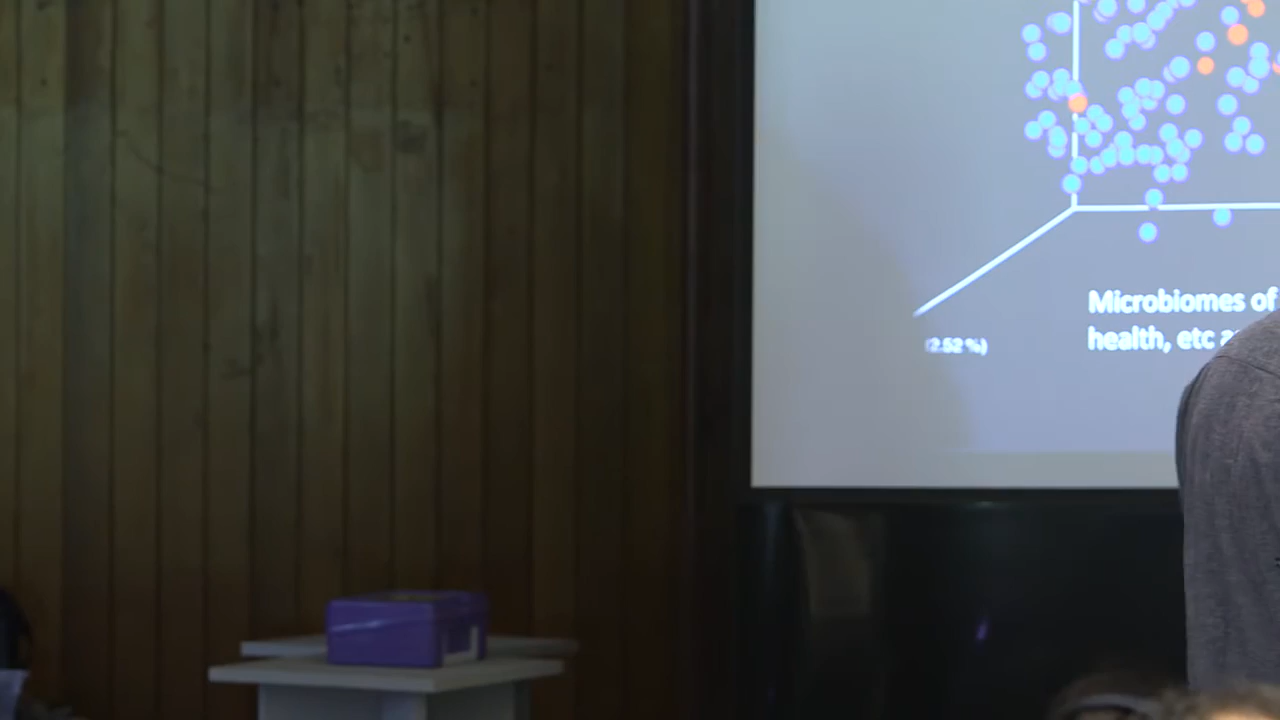 (2.52 %)
Microbiomes of
health, etc